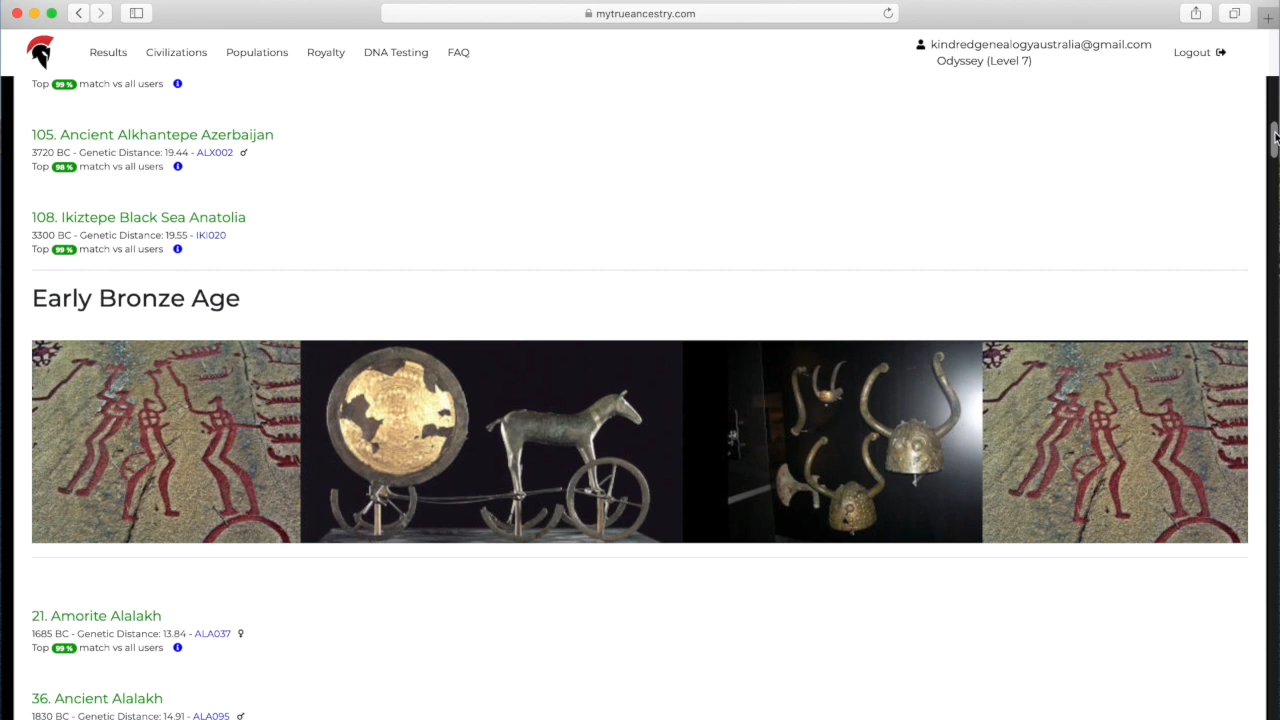 mytrueancestry.com
Results Civilizations Populations Royalty DNA Testing FAQ
kindredgenealogyaustralia@gmail.com
Odyssey (Level 7)
Logout
Top 99 % match vs all users
105. Ancient Alkhantepe Azerbaijan
3720 BC - Genetic Distance: 19.44 - ALX002 ♂
Top 98 % match vs all users
108. Ikiztepe Black Sea Anatolia
3300 BC - Genetic Distance: 19.55 - IKI020
Top 99 % match vs all users
Early Bronze Age
21. Amorite Alalakh
1685 BC - Genetic Distance: 13.84 - ALA037 ♀
Top 99 % match vs all users
36. Ancient Alalakh
1830 BC - Genetic Distance: 14.91 - ALA095 ♂